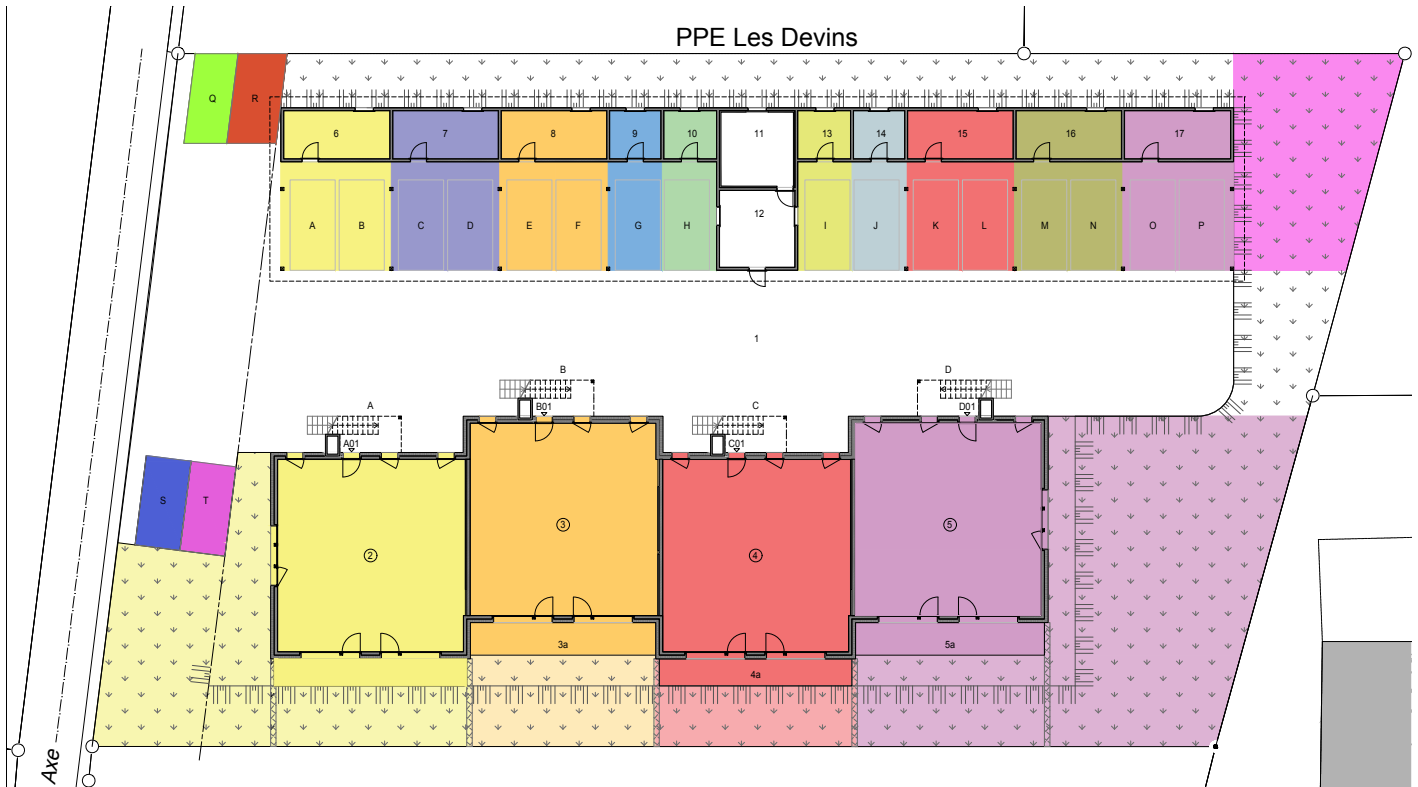 PPE Les Devins
Q R
6 7 8 9 10 11 13 14 15 16 17
A B C D E F G H 12 I J K L M N O P
1
B D
A B01 C D01
A01 C01
S T
2 3 4 5
3a 5a
4a
Axe